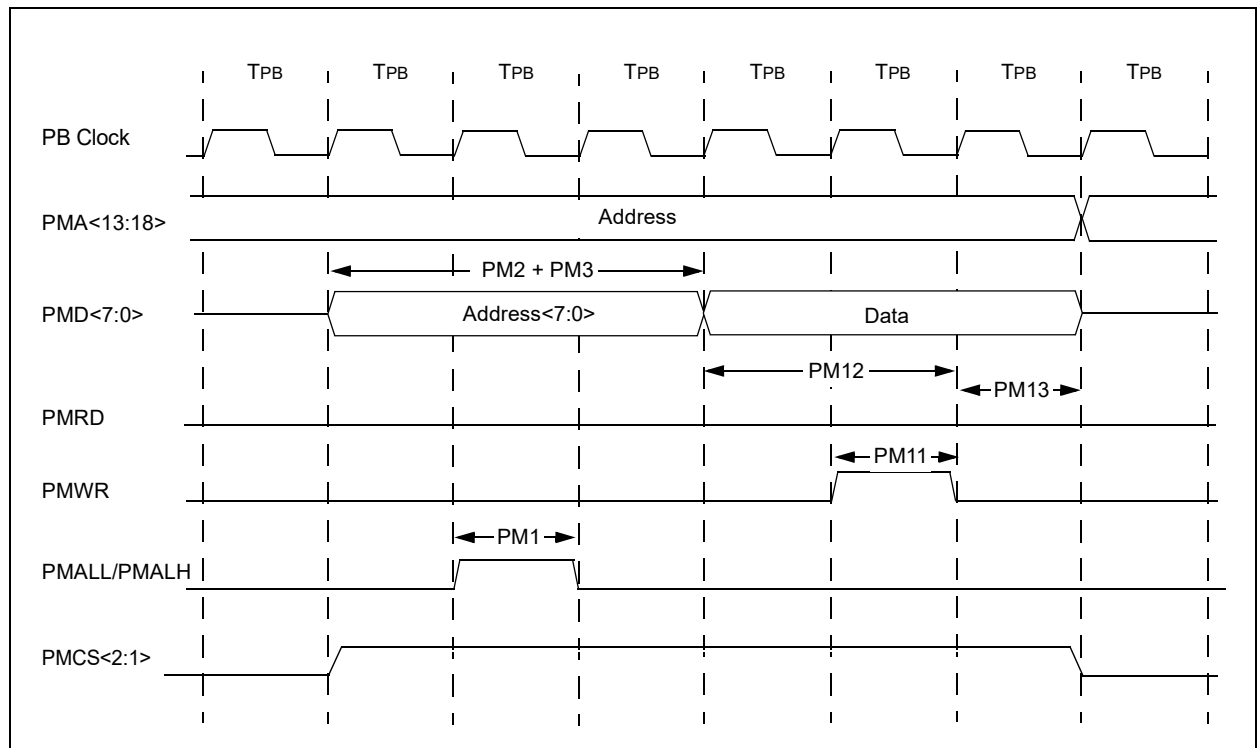 TPB TPB TPB TPB TPB TPB TPB TPB
PB Clock
PMA<13:18> Address
PM2 + PM3
PMD<7:0> Address<7:0> Data
PM12
PM13
PMRD
PM11
PMWR
PM1
PMALL/PMALH
PMCS<2:1>